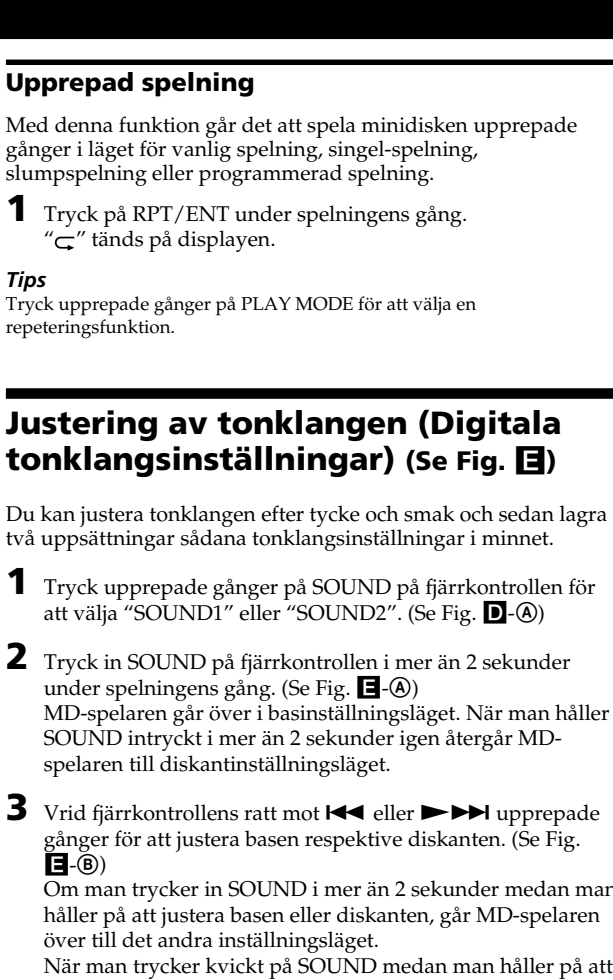 Upprepad spelning
Med denna funktion går det att spela minidisken upprepade
gånger i läget för vanlig spelning, singel-spelning,
slumpspelning eller programmerad spelning.
1 Tryck på RPT/ENT under spelningens gång.
“⊂→” tänds på displayen.
Tips
Tryck upprepade gånger på PLAY MODE för att välja en
repeteringsfunktion.
Justering av tonklangen (Digitala
tonklangsinställningar) (Se Fig. E)
Du kan justera tonklangen efter tycke och smak och sedan lagra
två uppsättningar sådana tonklangsinställningar i minnet.
1 Tryck upprepade gånger på SOUND på fjärrkontrollen för
att välja “SOUND1” eller “SOUND2”. (Se Fig. D-Ⓐ)
2 Tryck in SOUND på fjärrkontrollen i mer än 2 sekunder
under spelningens gång. (Se Fig. E-Ⓐ)
MD-spelaren går över i basinställningsläget. När man håller
SOUND intryckt i mer än 2 sekunder igen återgår MD-
spelaren till diskantinställningsläget.
3 Vrid fjärrkontrollens ratt mot ⏮ eller ▶▶▶| upprepade
gånger för att justera basen respektive diskanten. (Se Fig.
E-Ⓑ)
Om man trycker in SOUND i mer än 2 sekunder medan man
håller på att justera basen eller diskanten, går MD-spelaren
över till det andra inställningsläget.
När man trycker kvickt på SOUND medan man håller på att